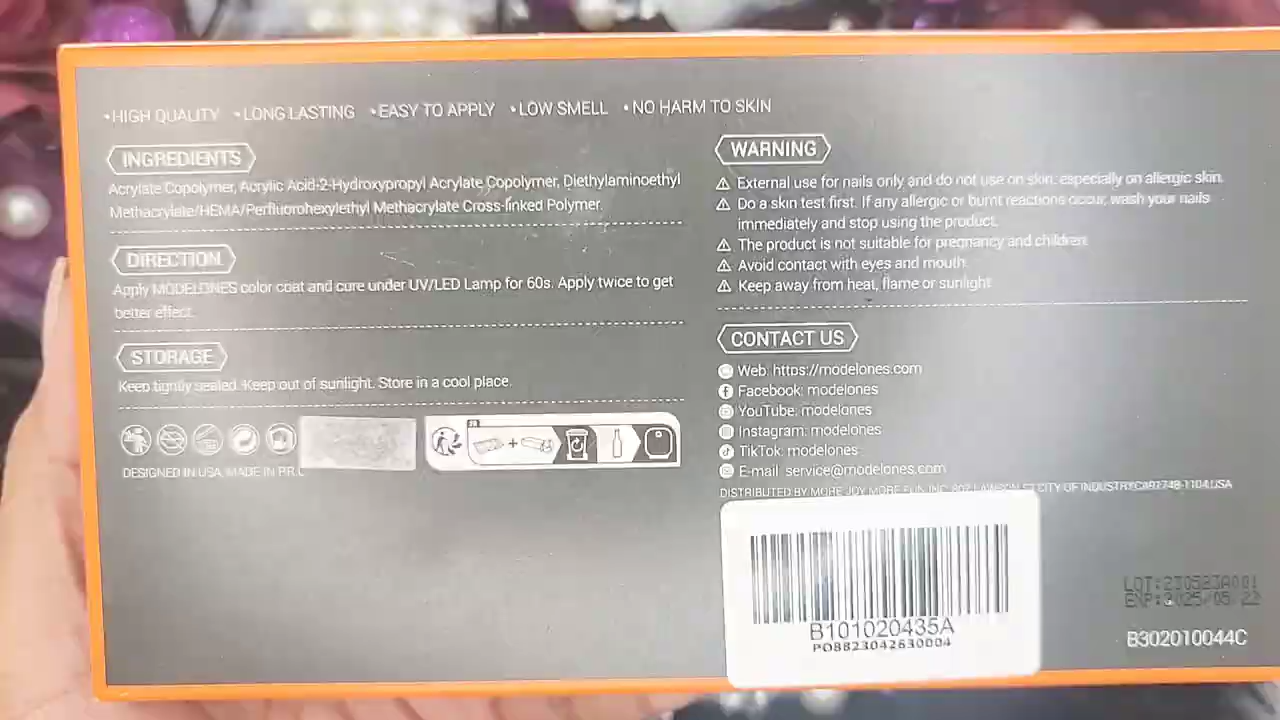 •HIGH QUALITY •LONG LASTING •EASY TO APPLY •LOW SMELL •NO HARM TO SKIN
INGREDIENTS
Acrylate Copolymer, Acrylic Acid-2-Hydroxypropyl Acrylate Copolymer, Diethylaminoethyl
Methacrylate/HEMA/Perfluorohexylethyl Methacrylate Cross-linked Polymer.
DIRECTION
Apply MODELONES color coat and cure under UV/LED Lamp for 60s. Apply twice to get
better effect.
STORAGE
Keep tightly sealed. Keep out of sunlight. Store in a cool place.
FR
DESIGNED IN USA, MADE IN P.R.C
WARNING
External use for nails only and do not use on skin, especially on allergic skin.
Do a skin test first. If any allergic or burnt reactions occur, wash your nails
immediately and stop using the product.
The product is not suitable for pregnancy and children.
Avoid contact with eyes and mouth.
Keep away from heat, flame or sunlight
CONTACT US
Web: https://modelones.com
Facebook: modelones
YouTube: modelones
Instagram: modelones
TikTok: modelones
E-mail: service@modelones.com
DISTRIBUTED BY MORE JOY MORE FUN, INC. 802 LAWSON ST CITY OF INDUSTRY,CA91748-1104,USA
B101020435A
POBB23042630004
LOT:230523A001
EXP:2025/05/22
B302010044C